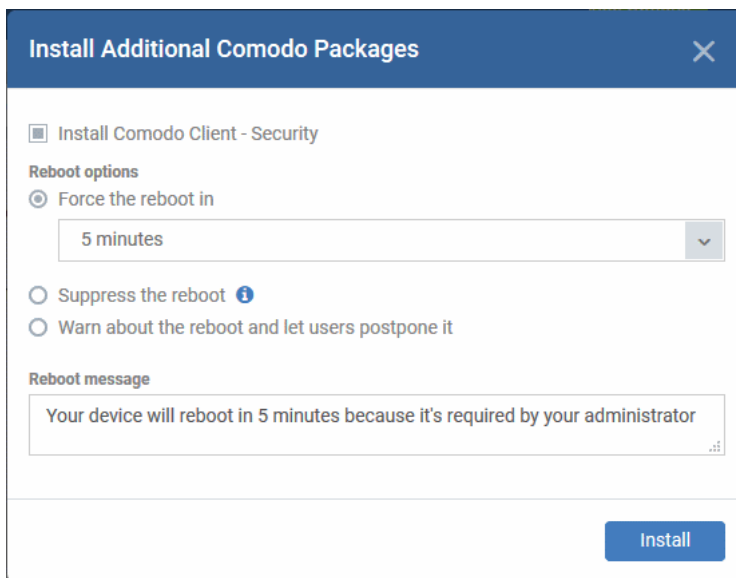 Install Additional Comodo Packages
Install Comodo Client - Security
Reboot options
Force the reboot in
5 minutes
Suppress the reboot
Warn about the reboot and let users postpone it
Reboot message
Your device will reboot in 5 minutes because it's required by your administrator
Install